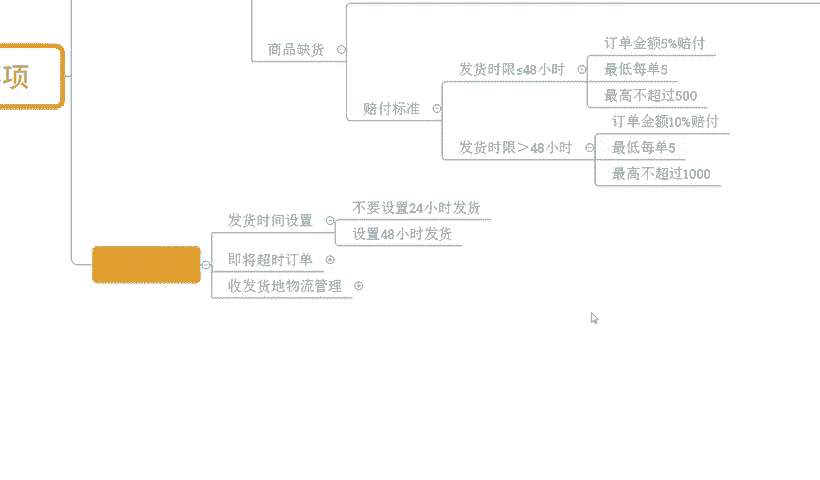 项
商品缺货
赔付标准
发货时限≤48小时
订单金额5%赔付
最低每单5
最高不超过500
发货时限＞48小时
订单金额10%赔付
最低每单5
最高不超过1000
发货时间设置
不要设置24小时发货
设置48小时发货
即将超时订单
收发货地物流管理